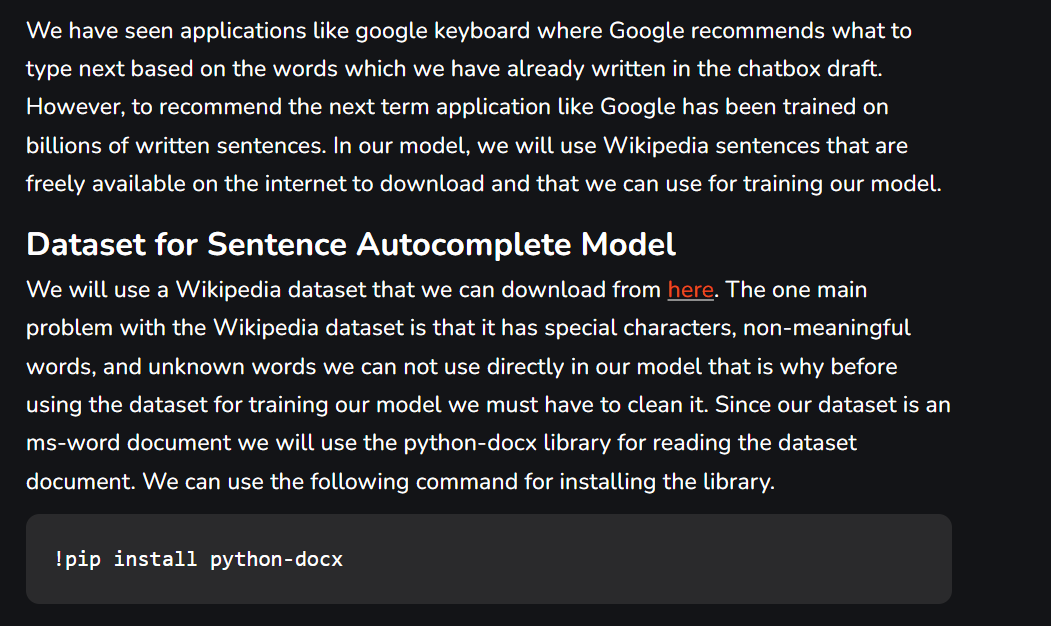 We have seen applications like google keyboard where Google recommends what to
type next based on the words which we have already written in the chatbox draft.
However, to recommend the next term application like Google has been trained on
billions of written sentences. In our model, we will use Wikipedia sentences that are
freely available on the internet to download and that we can use for training our model.
Dataset for Sentence Autocomplete Model
We will use a Wikipedia dataset that we can download from here. The one main
problem with the Wikipedia dataset is that it has special characters, non-meaningful
words, and unknown words we can not use directly in our model that is why before
using the dataset for training our model we must have to clean it. Since our dataset is an
ms-word document we will use the python-docx library for reading the dataset
document. We can use the following command for installing the library.
!pip install python-docx